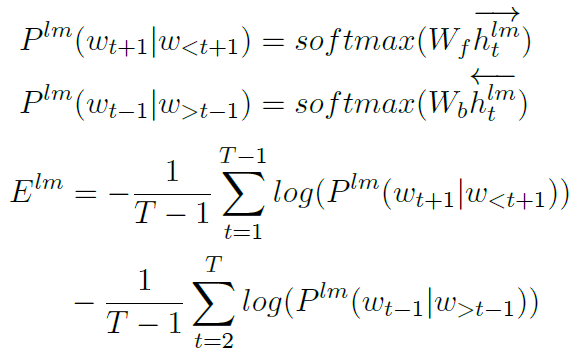 P^{lm}(w_{t+1}|w_{<t+1}) = softmax(W_f \overrightarrow{h_t^{lm}})
P^{lm}(w_{t-1}|w_{>t-1}) = softmax(W_b \overleftarrow{h_t^{lm}})
E^{lm} = -\frac{1}{T-1} \sum_{t=1}^{T-1} log(P^{lm}(w_{t+1}|w_{<t+1}))
- \frac{1}{T-1} \sum_{t=2}^{T} log(P^{lm}(w_{t-1}|w_{>t-1}))